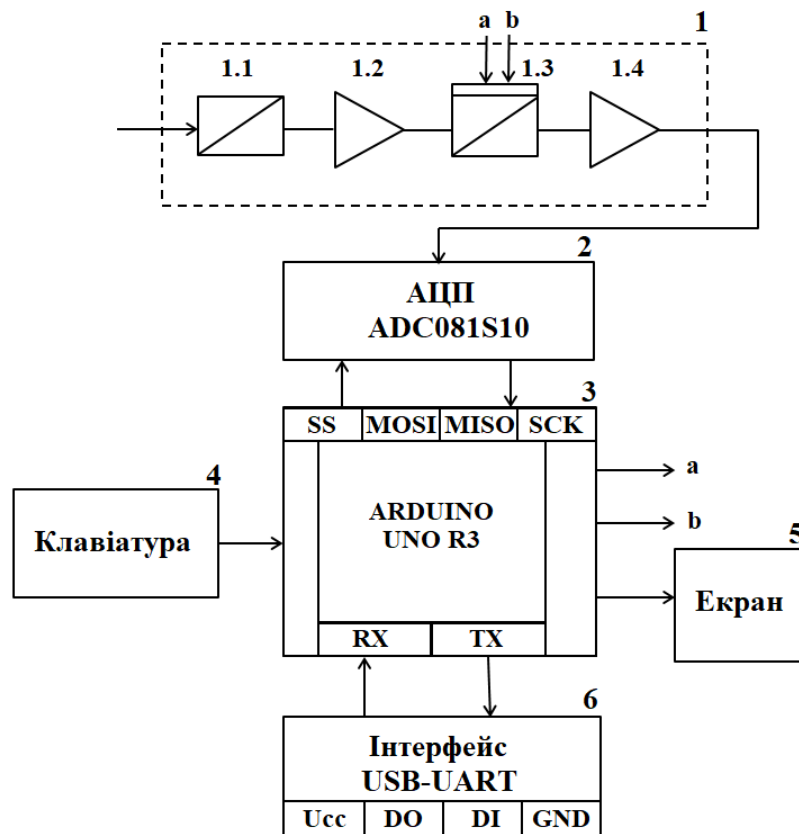 a b 1
1.1 1.2 1.3 1.4
2
АЦП
ADC081S10
3
SS MOSI MISO SCK
4
a
Клавіатура
ARDUINO
UNO R3
b
5
Екран
RX TX
6
Інтерфейс
USB-UART
Ucc DO DI GND